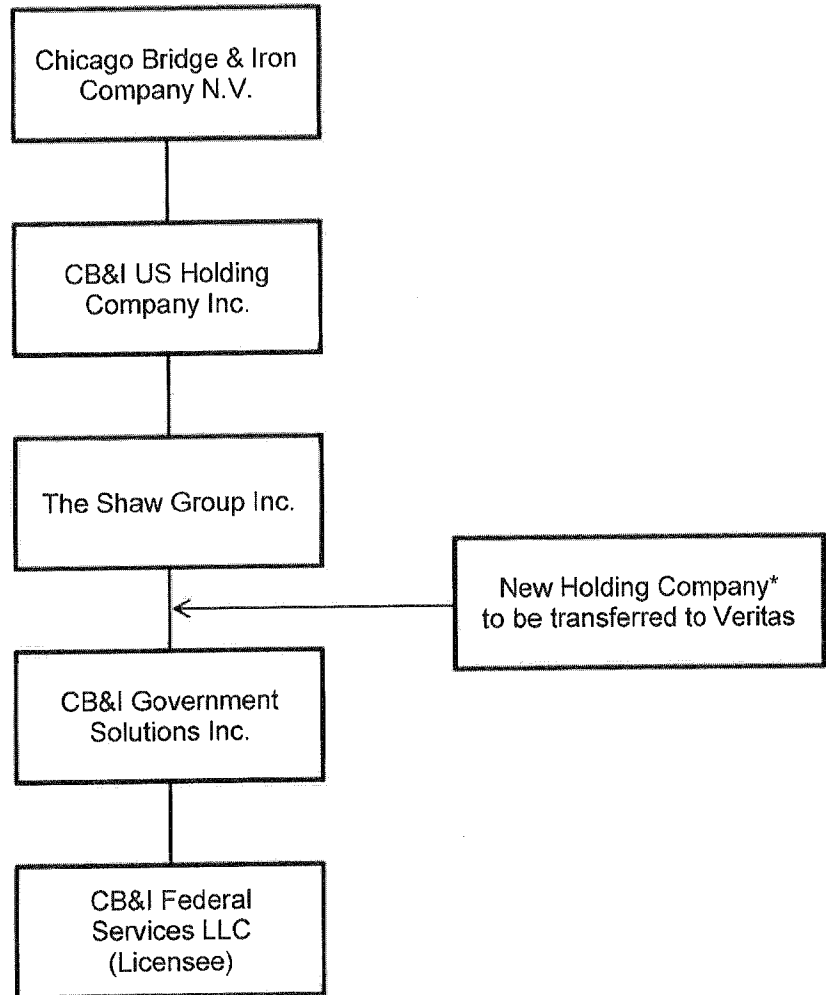 Chicago Bridge & Iron
Company N.V.
CB&I US Holding
Company Inc.
The Shaw Group Inc.
New Holding Company*
to be transferred to Veritas
CB&I Government
Solutions Inc.
CB&I Federal
Services LLC
(Licensee)